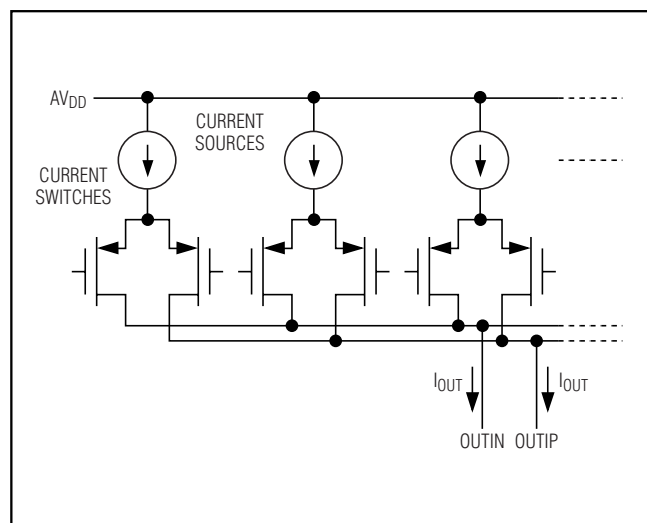 AVDD
CURRENT
SOURCES
CURRENT
SWITCHES
IOUT
IOUT
OUTIN
OUTIP